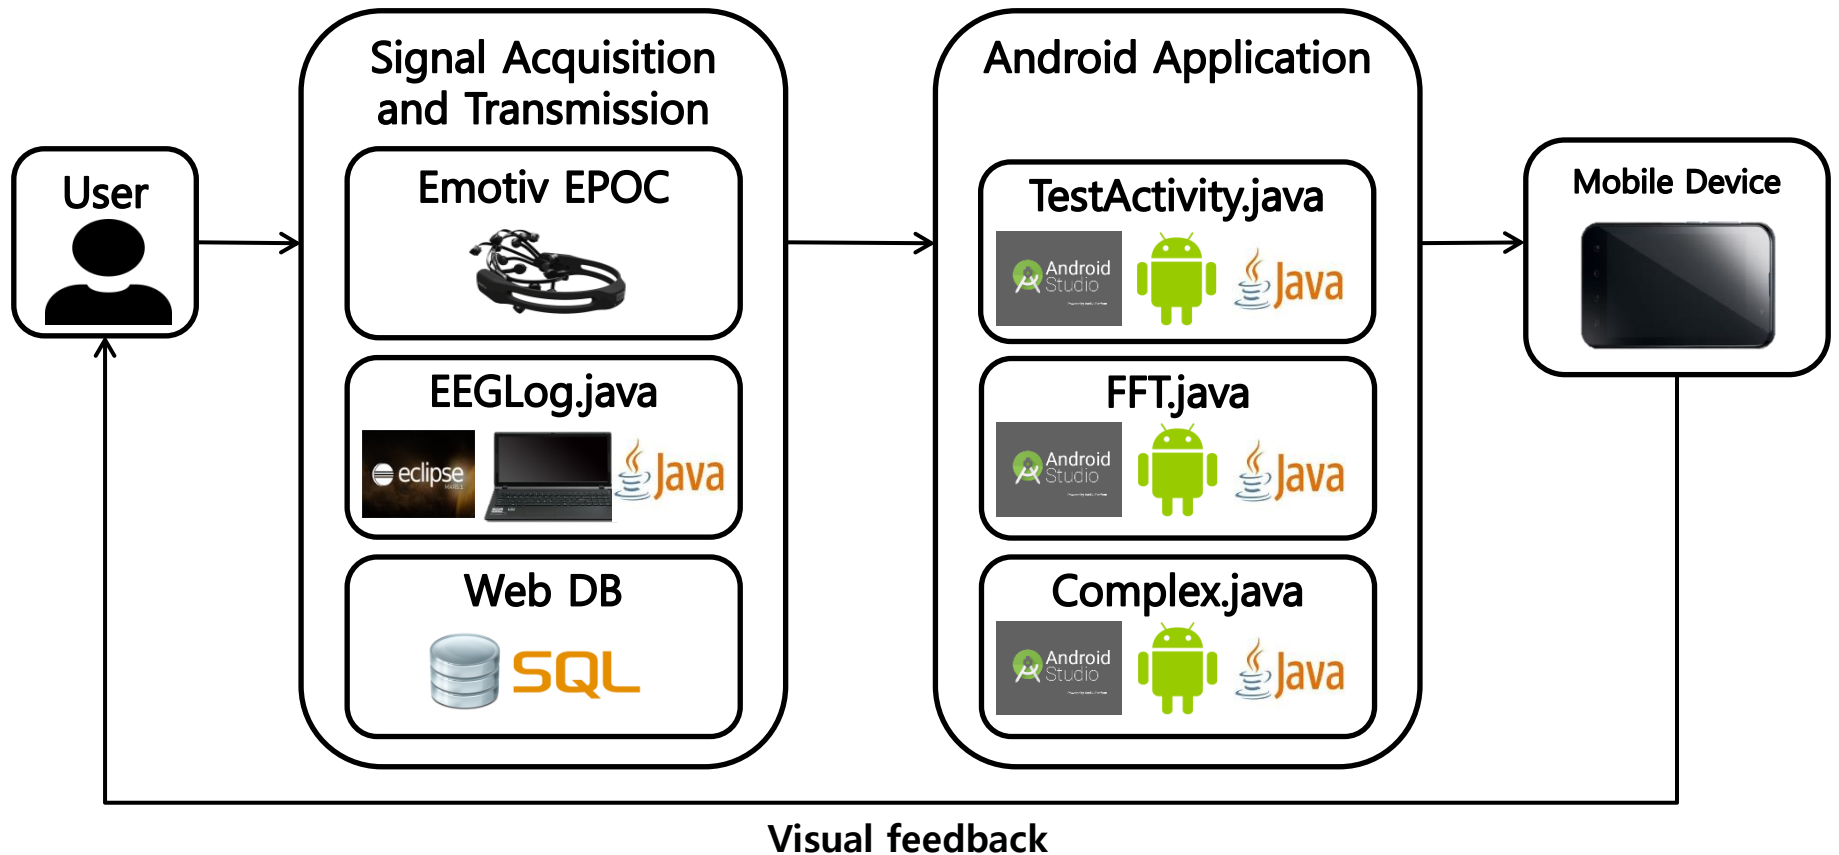 User
Signal Acquisition
and Transmission
Emotiv EPOC
EEGLog.java
eclipse
Java
Web DB
SQL
Android Application
TestActivity.java
Android
Studio
Java
FFT.java
Android
Studio
Java
Complex.java
Android
Studio
Java
Mobile Device
Visual feedback